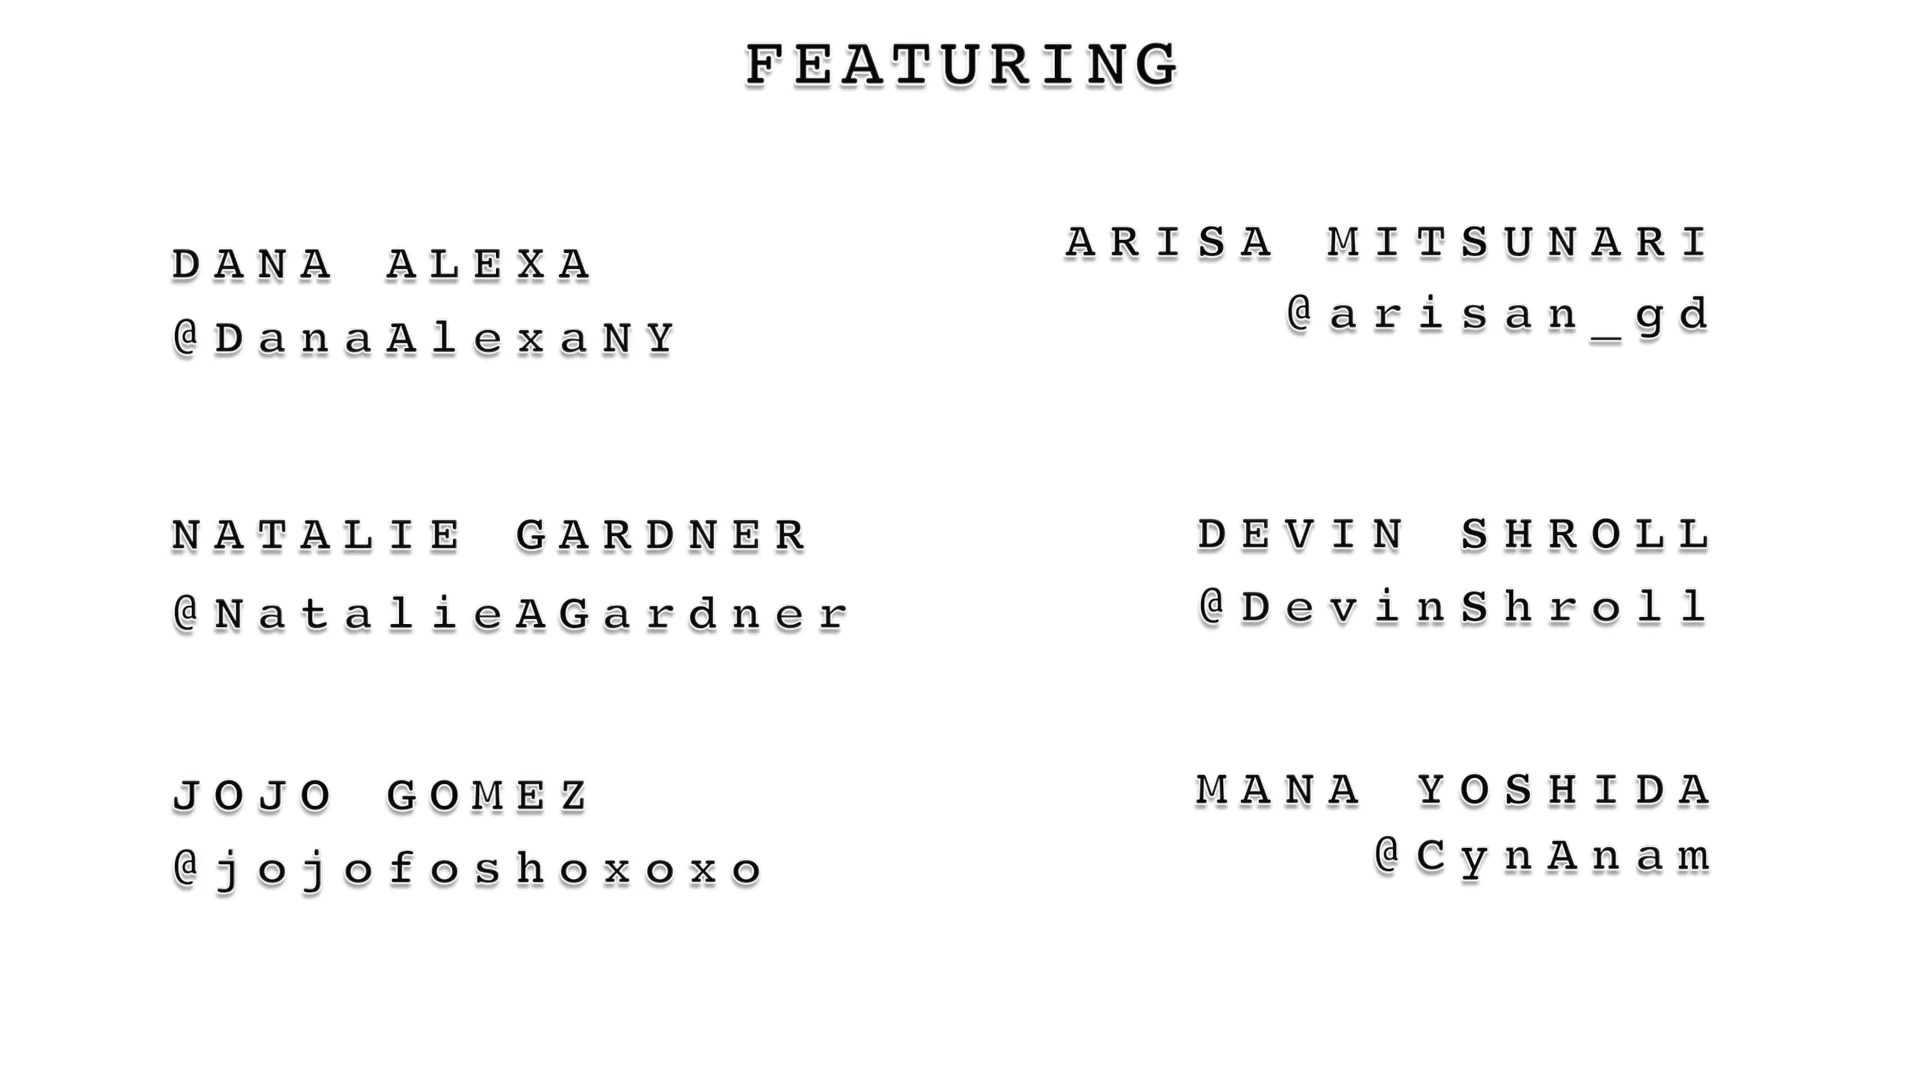 FEATURING
DANA ALEXA
@DanaAlexaNY
ARISA MITSUNARI
@arisan_gd
NATALIE GARDNER
@NatalieAGardner
DEVIN SHROLL
@DevinShroll
JOJO GOMEZ
@jojofoshoxoxo
MANA YOSHIDA
@CynAnam